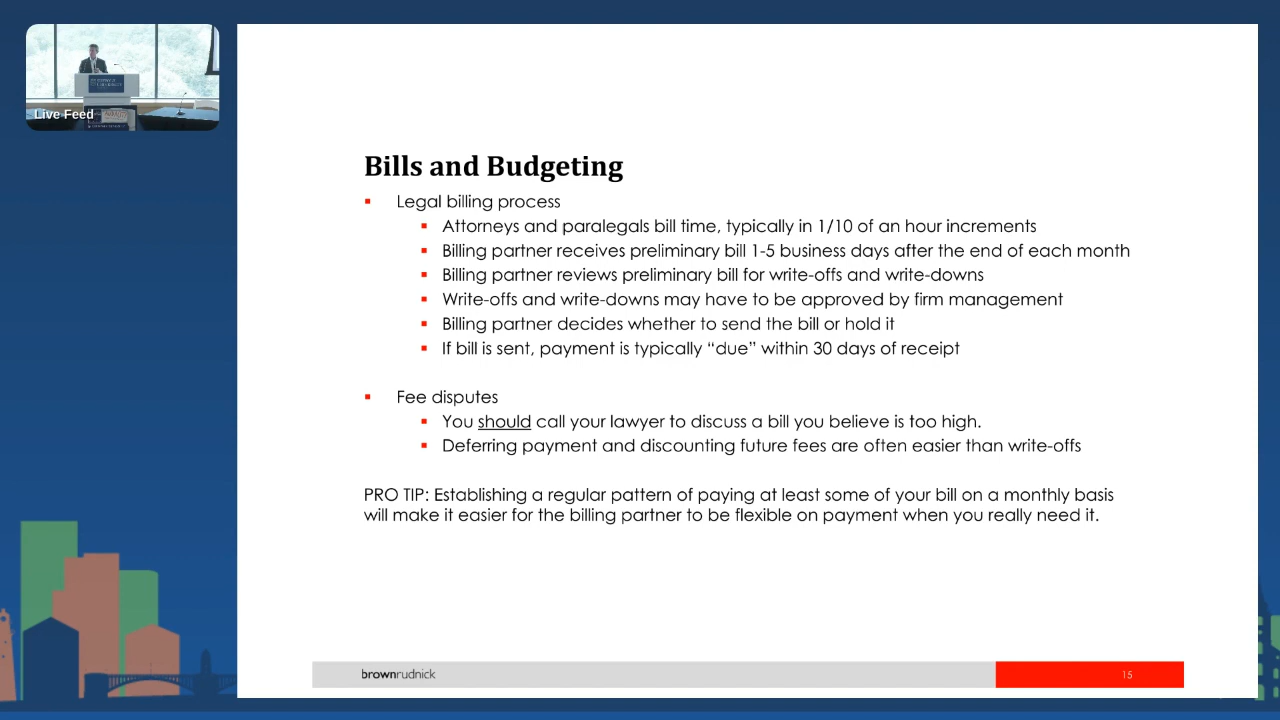 Live Feed
Bills and Budgeting
Legal billing process
Attorneys and paralegals bill time, typically in 1/10 of an hour increments
Billing partner receives preliminary bill 1-5 business days after the end of each month
Billing partner reviews preliminary bill for write-offs and write-downs
Write-offs and write-downs may have to be approved by firm management
Billing partner decides whether to send the bill or hold it
If bill is sent, payment is typically “due” within 30 days of receipt
Fee disputes
You should call your lawyer to discuss a bill you believe is too high.
Deferring payment and discounting future fees are often easier than write-offs
PRO TIP: Establishing a regular pattern of paying at least some of your bill on a monthly basis
will make it easier for the billing partner to be flexible on payment when you really need it.
brownrudnick
15